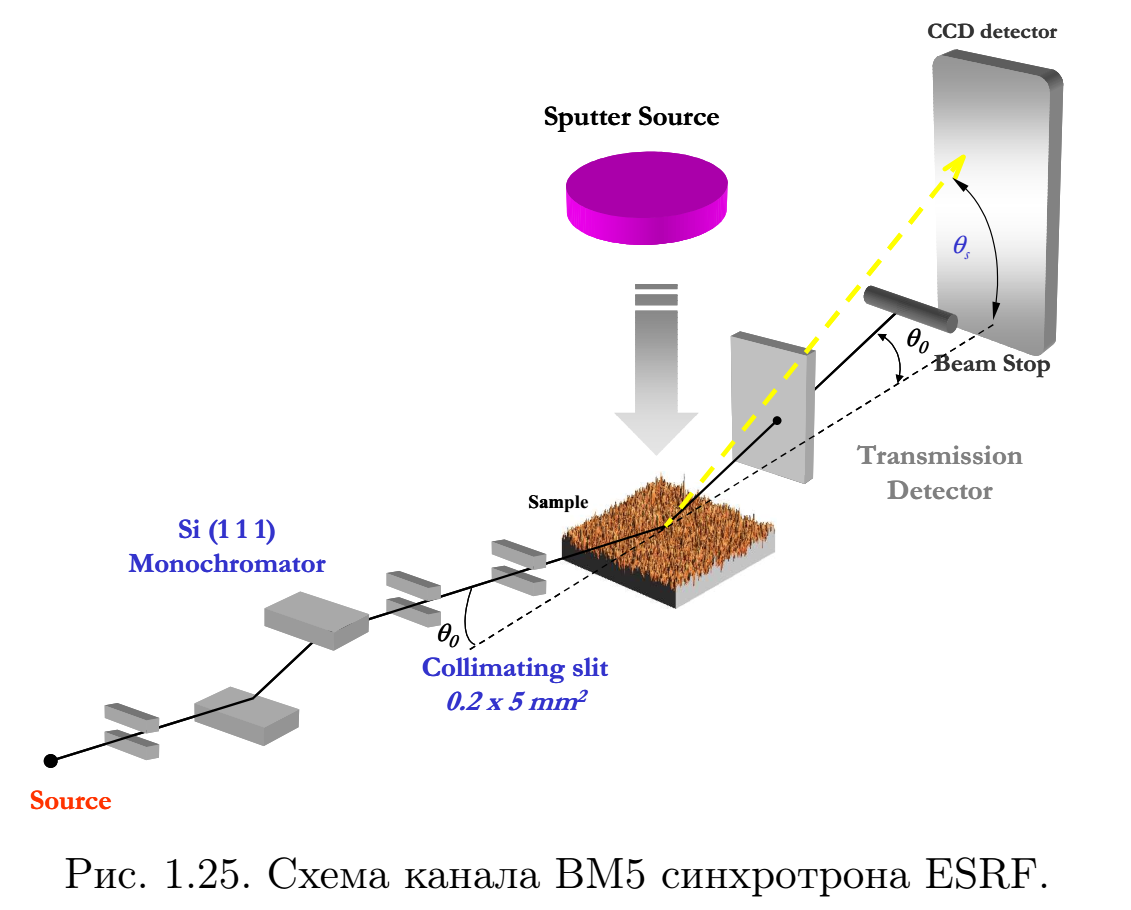 CCD detector
Sputter Source
θs
θ0
Beam Stop
Transmission
Detector
Sample
Si (1 1 1)
Monochromator
θ0
Collimating slit
0.2 x 5 mm²
Source
Рис. 1.25. Схема канала BM5 синхротрона ESRF.